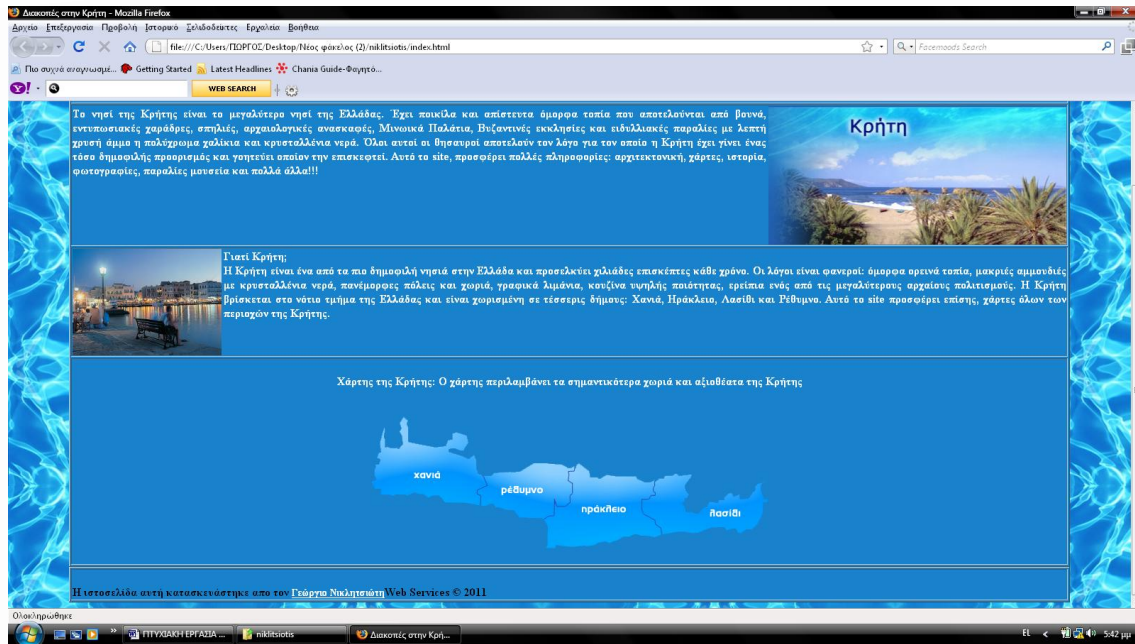 Διακοπές στην Κρήτη - Mozilla Firefox
Αρχείο Επεξεργασία Προβολή Ιστορικό Σελιδοδείκτες Εργαλεία Βοήθεια
file:///C:/Users/ΓΙΩΡΓΟΣ/Desktop/Νέος φάκελος (2)/niklitsiotis/index.html
Facemoods Search
Πιο συχνά αναγνωσμέ... Getting Started Latest Headlines Chania Guide-Φαγητό...
Y! WEB SEARCH
Το νησί της Κρήτης είναι το μεγαλύτερο νησί της Ελλάδας. Έχει ποικίλα και απίστευτα όμορφα τοπία που αποτελούνται από βουνά,
εντυπωσιακές χαράδρες, σπηλιές, αρχαιολογικές ανασκαφές, Μινωικά Παλάτια, Βυζαντινές εκκλησίες και ειδυλλιακές παραλίες με λεπτή
χρυσή άμμο η πολύχρωμα χαλίκια και κρυσταλλένια νερά. Όλοι αυτοί οι θησαυροί αποτελούν τον λόγο για τον οποίο η Κρήτη έχει γίνει ένας
τόσο δημοφιλής προορισμός και γοητεύει οποίον την επισκεφτεί. Αυτό το site, προσφέρει πολλές πληροφορίες: αρχιτεκτονική, χάρτες, ιστορία,
φωτογραφίες, παραλίες μουσεία και πολλά άλλα!!!
Κρήτη
Γιατί Κρήτη;
Η Κρήτη είναι ένα από τα πιο δημοφιλή νησιά στην Ελλάδα και προσελκύει χιλιάδες επισκέπτες κάθε χρόνο. Οι λόγοι είναι φανεροί: όμορφα ορεινά τοπία, μακριές αμμουδιές
με κρυσταλλένια νερά, πανέμορφες πόλεις και χωριά, γραφικά λιμάνια, κουζίνα υψηλής ποιότητας, ερείπια ενός από τις μεγαλύτερους αρχαίους πολιτισμούς. Η Κρήτη
βρίσκεται στο νότιο τμήμα της Ελλάδας και είναι χωρισμένη σε τέσσερις δήμους: Χανιά, Ηράκλειο, Λασίθι και Ρέθυμνο. Αυτό το site προσφέρει επίσης, χάρτες όλων των
περιοχών της Κρήτης.
Χάρτης της Κρήτης: Ο χάρτης περιλαμβάνει τα σημαντικότερα χωριά και αξιοθέατα της Κρήτης
χανιά
ρέθυμνο
ηράκλειο
λασίθι
Η ιστοσελίδα αυτή κατασκευάστηκε απο τον Γεώργιο Νικλητσιώτη Web Services © 2011
Ολοκληρώθηκε
ΠΤΥΧΙΑΚΗ ΕΡΓΑΣΙΑ ... niklitsiotis Διακοπές στην Κρή... EL 5:42 μμ